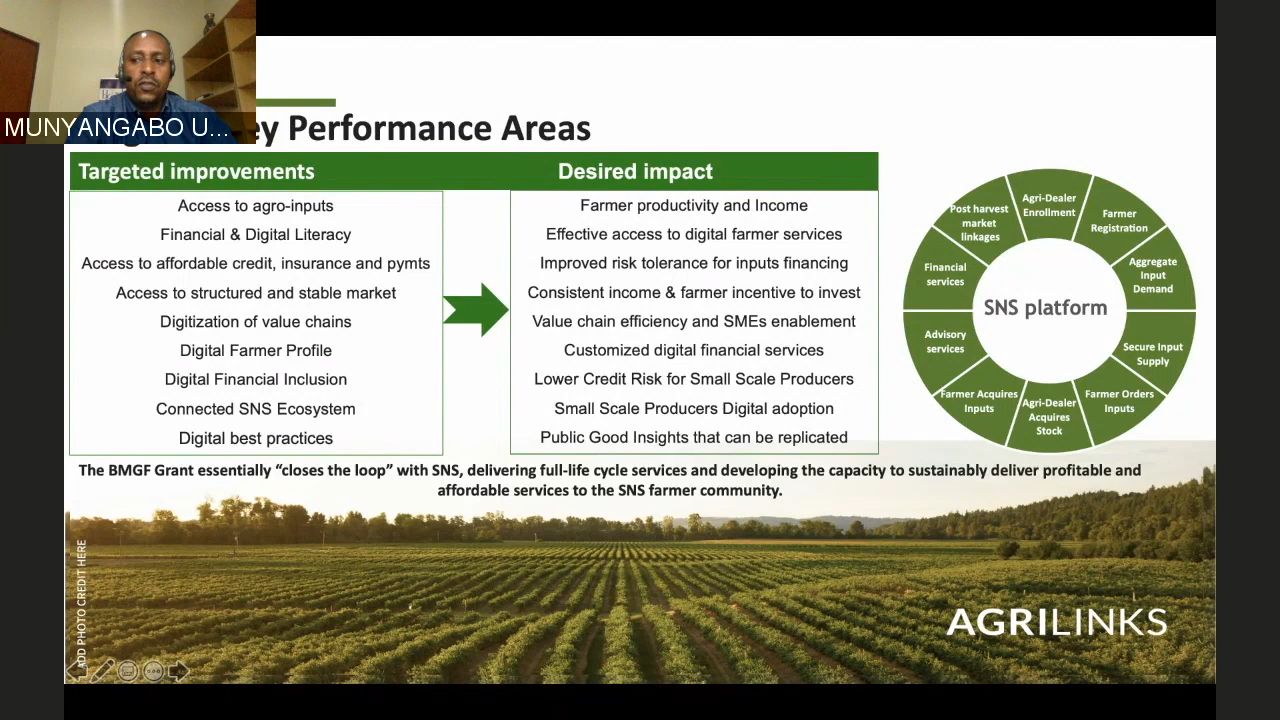 MUNYANGABO U...
Performance Areas
Targeted improvements
Desired impact
Access to agro-inputs
Financial & Digital Literacy
Access to affordable credit, insurance and pymts
Access to structured and stable market
Digitization of value chains
Digital Farmer Profile
Digital Financial Inclusion
Connected SNS Ecosystem
Digital best practices
Farmer productivity and Income
Effective access to digital farmer services
Improved risk tolerance for inputs financing
Consistent income & farmer incentive to invest
Value chain efficiency and SMEs enablement
Customized digital financial services
Lower Credit Risk for Small Scale Producers
Small Scale Producers Digital adoption
Public Good Insights that can be replicated
SNS platform
Agri-Dealer
Enrollment
Farmer
Registration
Aggregate
Input
Demand
Secure Input
Supply
Farmer Orders
Inputs
Agri-Dealer
Acquires
Stock
Farmer Acquires
Inputs
Advisory
services
Financial
services
Post harvest
market
linkages
The BMGF Grant essentially “closes the loop” with SNS, delivering full-life cycle services and developing the capacity to sustainably deliver profitable and
affordable services to the SNS farmer community.
ADD PHOTO CREDIT HERE
AGRILINKS